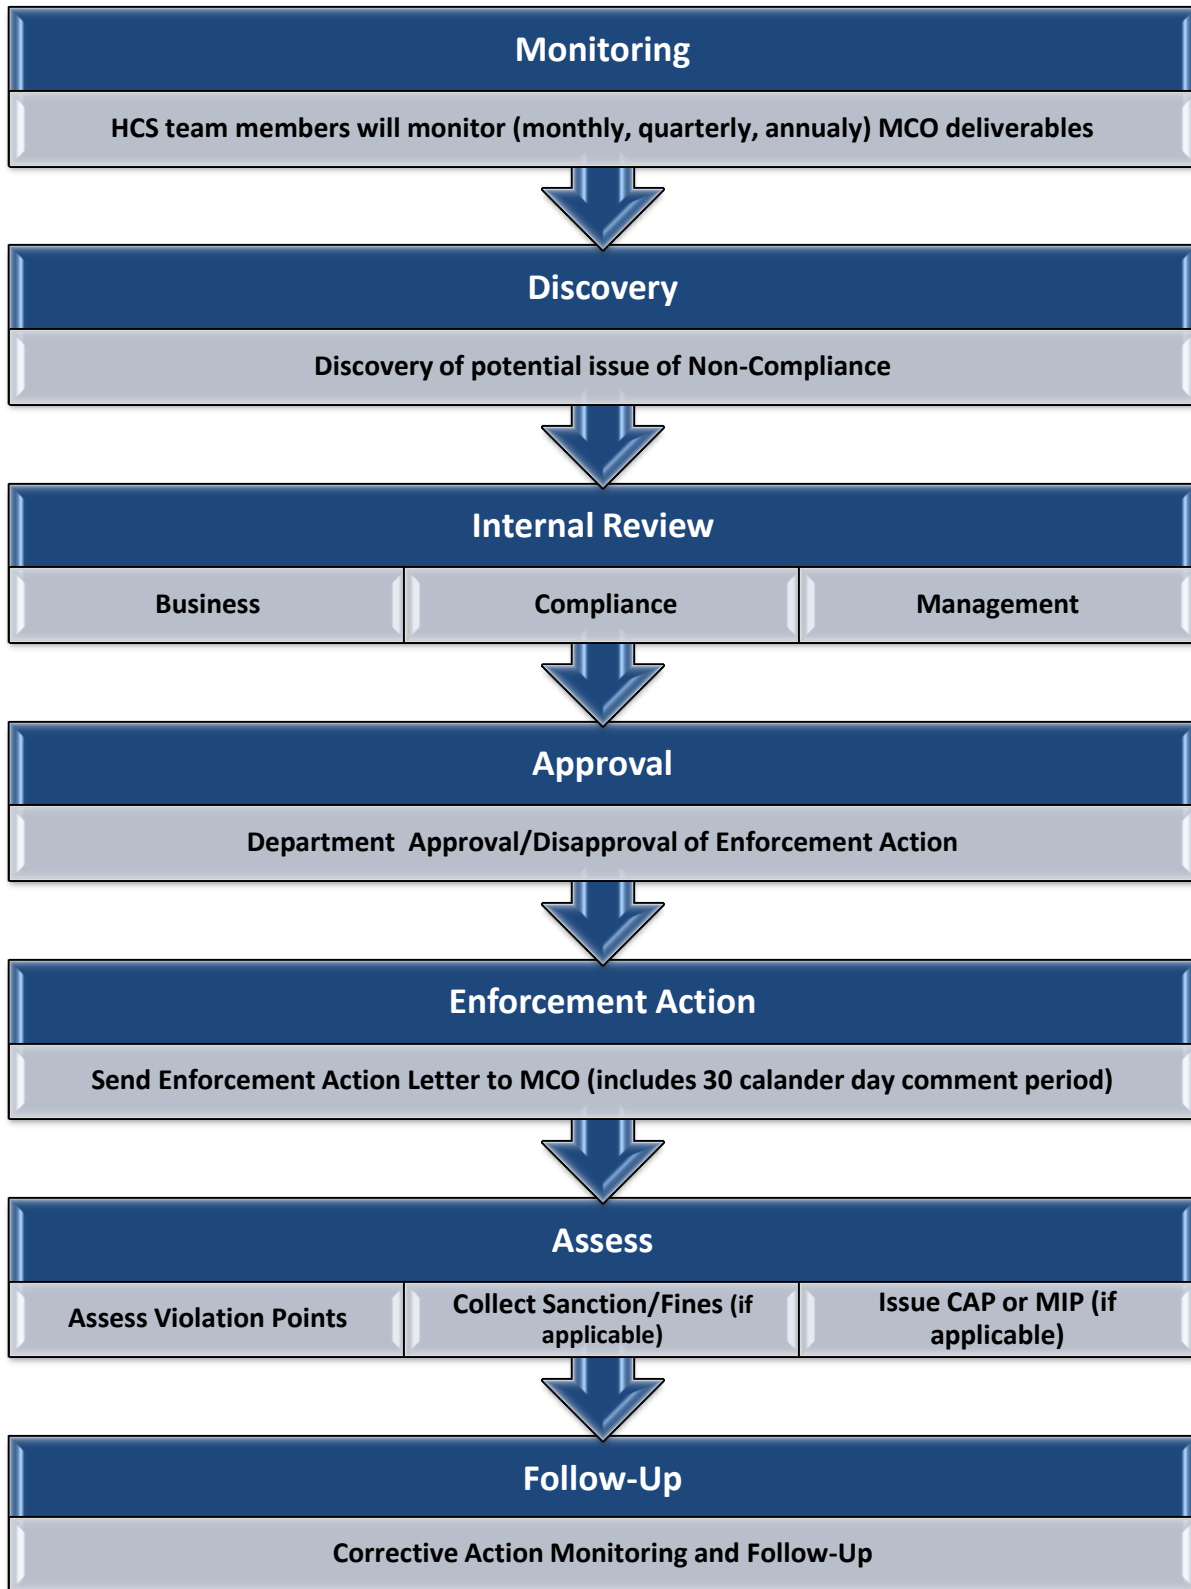 Monitoring
HCS team members will monitor (monthly, quarterly, annualy) MCO deliverables
Discovery
Discovery of potential issue of Non-Compliance
Internal Review
Business
Compliance
Management
Approval
Department  Approval/Disapproval of Enforcement Action
Enforcement Action
Send Enforcement Action Letter to MCO (includes 30 calander day comment period)
Assess
Assess Violation Points
Collect Sanction/Fines (if
applicable)
Issue CAP or MIP (if
applicable)
Follow-Up
Corrective Action Monitoring and Follow-Up